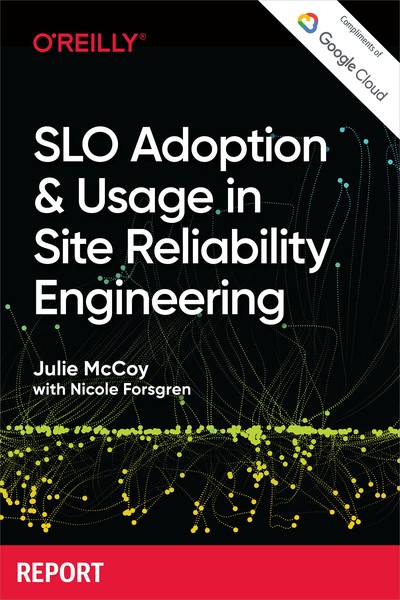 O'REILLY®
Compliments of
Google Cloud
SLO Adoption
& Usage in
Site Reliability
Engineering
Julie McCoy
with Nicole Forsgren
REPORT